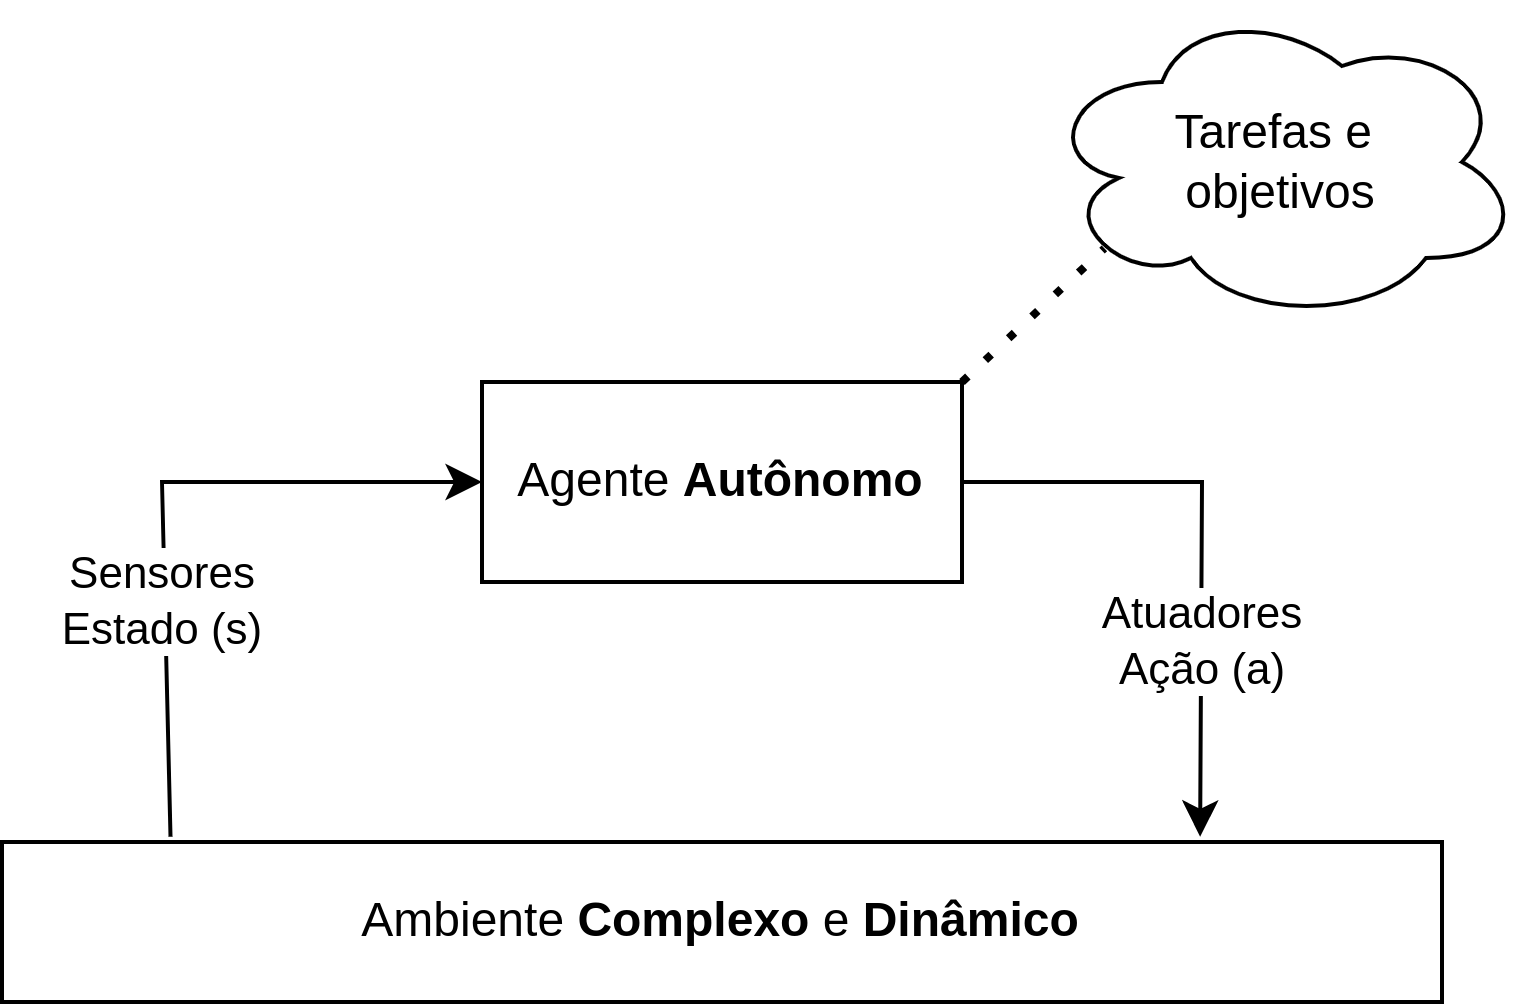 Tarefas e
objetivos
Agente Autônomo
Sensores
Estado (s)
Atuadores
Ação (a)
Ambiente Complexo e Dinâmico